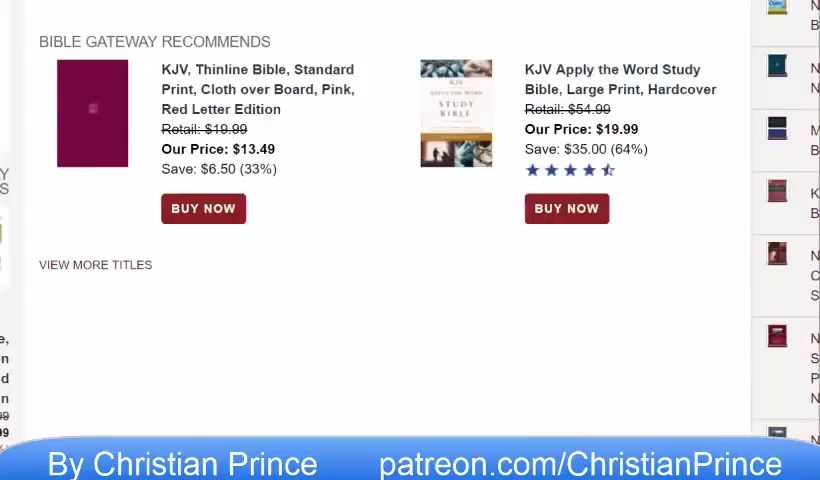 BIBLE GATEWAY RECOMMENDS
KJV, Thinline Bible, Standard
Print, Cloth over Board, Pink,
Red Letter Edition
Retail: $19.99
Our Price: $13.49
Save: $6.50 (33%)
BUY NOW
KJV
STUDY
BIBLE
KJV Apply the Word Study
Bible, Large Print, Hardcover
Retail: $54.99
Our Price: $19.99
Save: $35.00 (64%)
BUY NOW
VIEW MORE TITLES
By Christian Prince
patreon.com/ChristianPrince